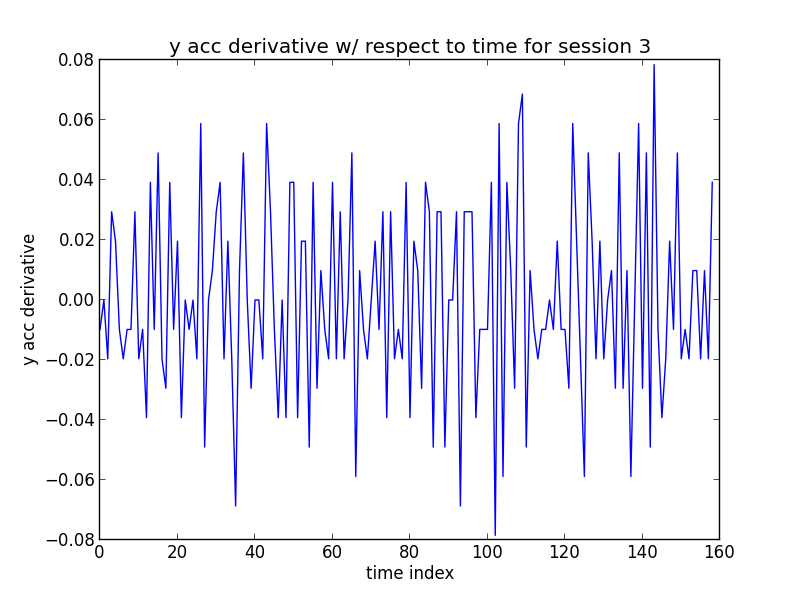 y acc derivative w/ respect to time for session 3
0.08
0.06
0.04
0.02
0.00
−0.02
−0.04
−0.06
−0.08
y acc derivative
0 20 40 60 80 100 120 140 160
time index